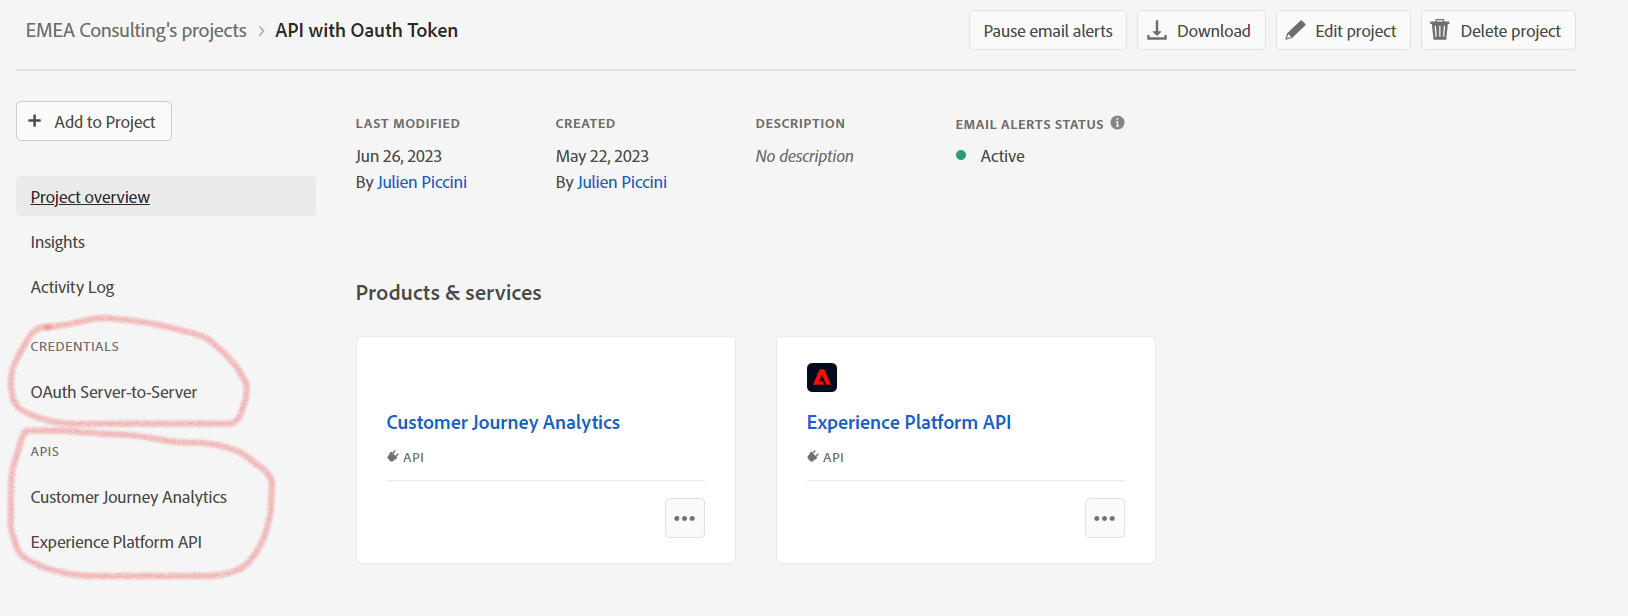 EMEA Consulting's projects > API with Oauth Token
Pause email alerts
Download
Edit project
Delete project
+ Add to Project
Project overview
Insights
Activity Log
CREDENTIALS
OAuth Server-to-Server
APIS
Customer Journey Analytics
Experience Platform API
LAST MODIFIED
Jun 26, 2023
By Julien Piccini
CREATED
May 22, 2023
By Julien Piccini
DESCRIPTION
No description
EMAIL ALERTS STATUS
Active
Products & services
Customer Journey Analytics
API
Experience Platform API
API